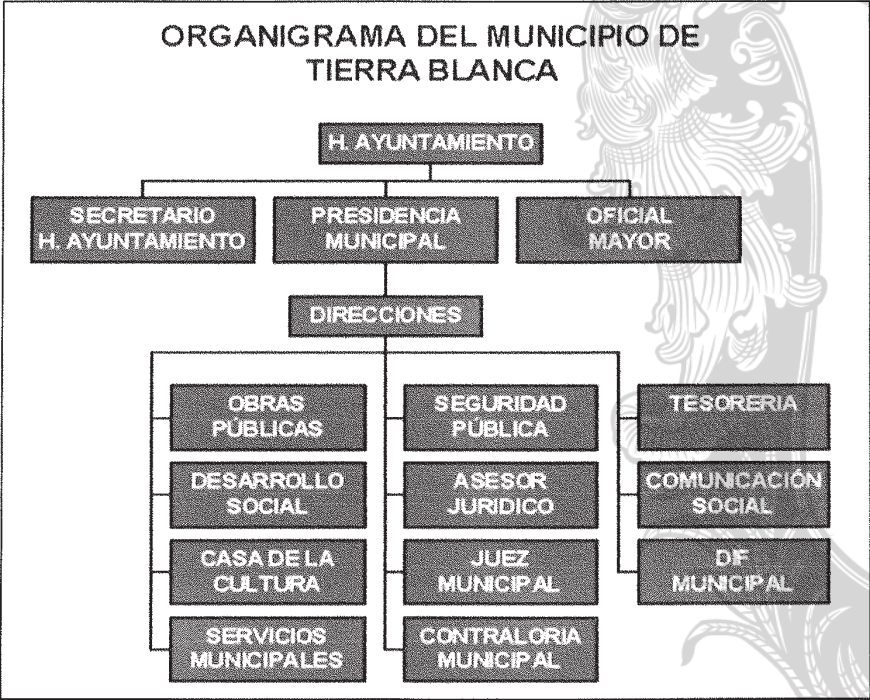 ORGANIGRAMA DEL MUNICIPIO DE
TIERRA BLANCA
H. AYUNTAMIENTO
SECRETARIO
H. AYUNTAMIENTO
PRESIDENCIA
MUNICIPAL
OFICIAL
MAYOR
DIRECCIONES
OBRAS
PÚBLICAS
SEGURIDAD
PÚBLICA
TESORERIA
DESARROLLO
SOCIAL
ASESOR
JURIDICO
COMUNICACIÓN
SOCIAL
CASA DE LA
CULTURA
JUEZ
MUNICIPAL
DIF
MUNICIPAL
SERVICIOS
MUNICIPALES
CONTRALORIA
MUNICIPAL